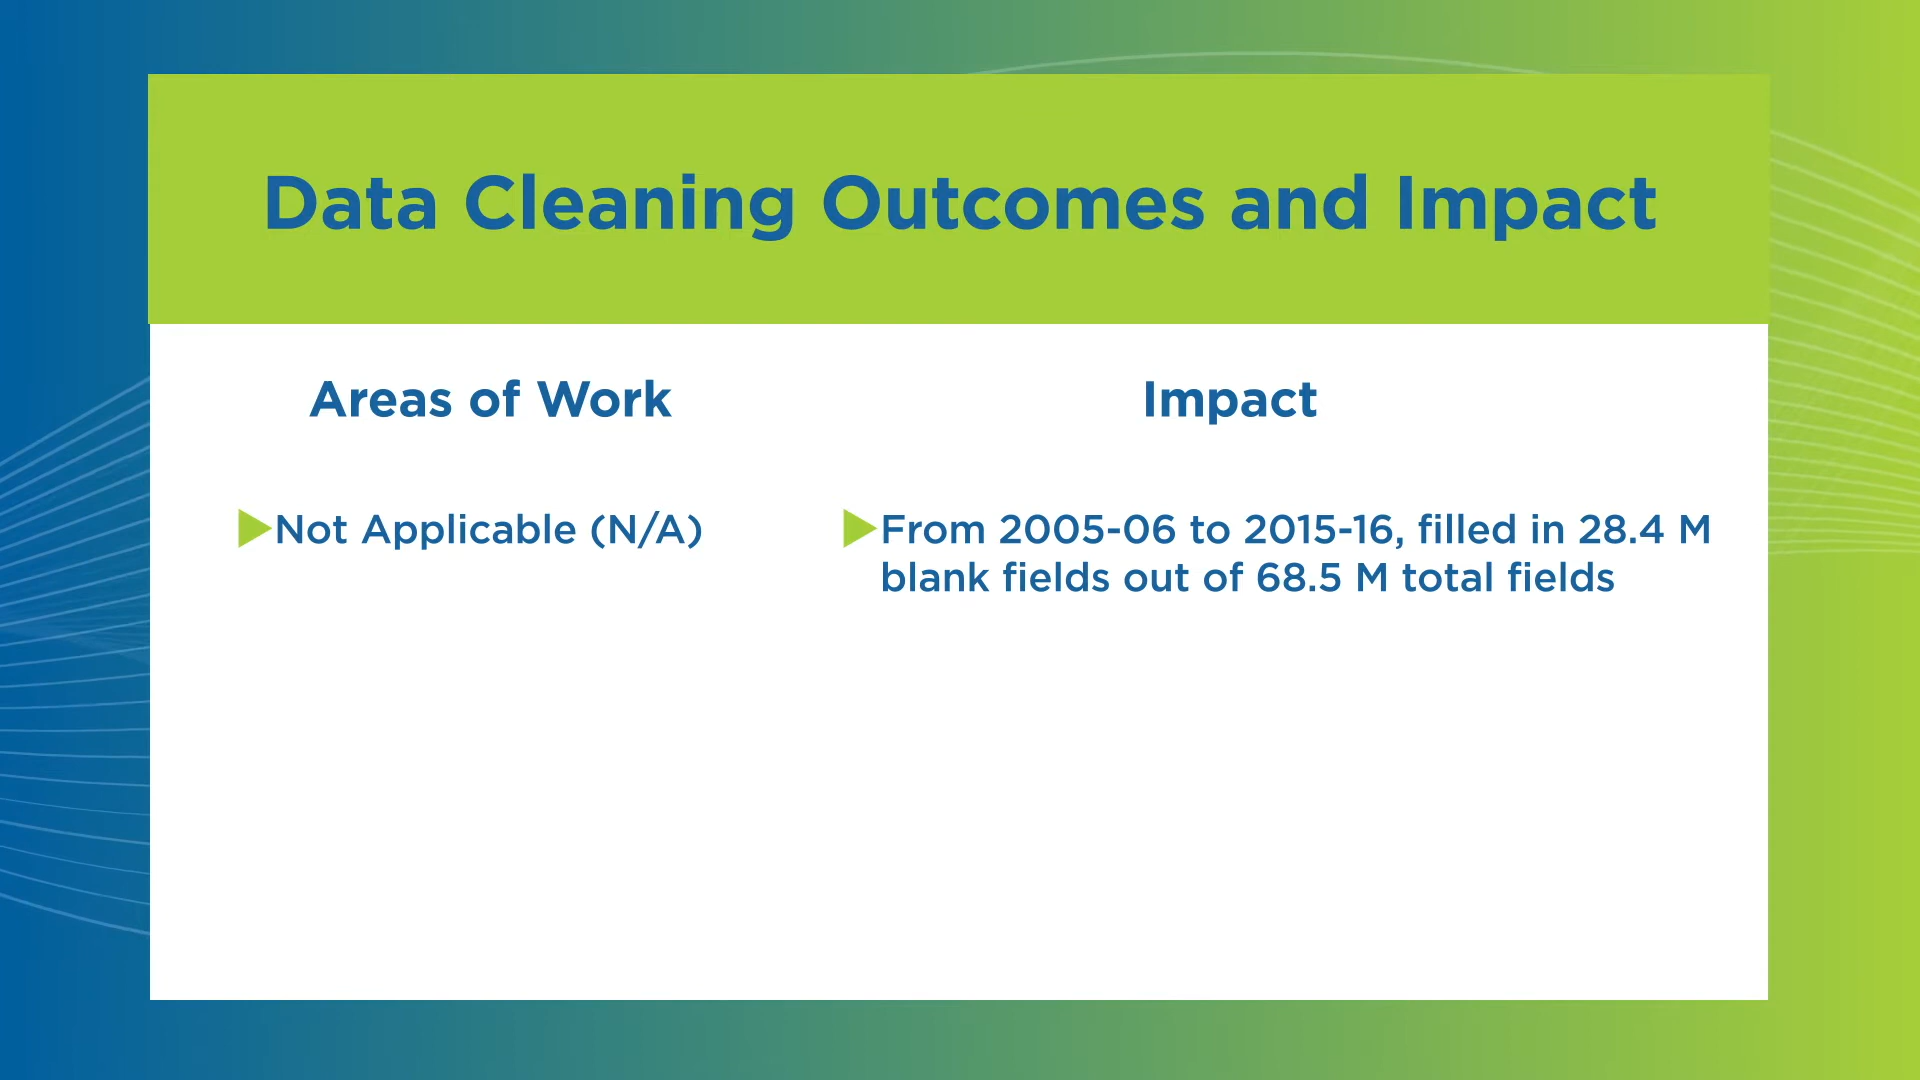 Data Cleaning Outcomes and Impact
Areas of Work
Impact
Not Applicable (N/A)
From 2005-06 to 2015-16, filled in 28.4 M
blank fields out of 68.5 M total fields